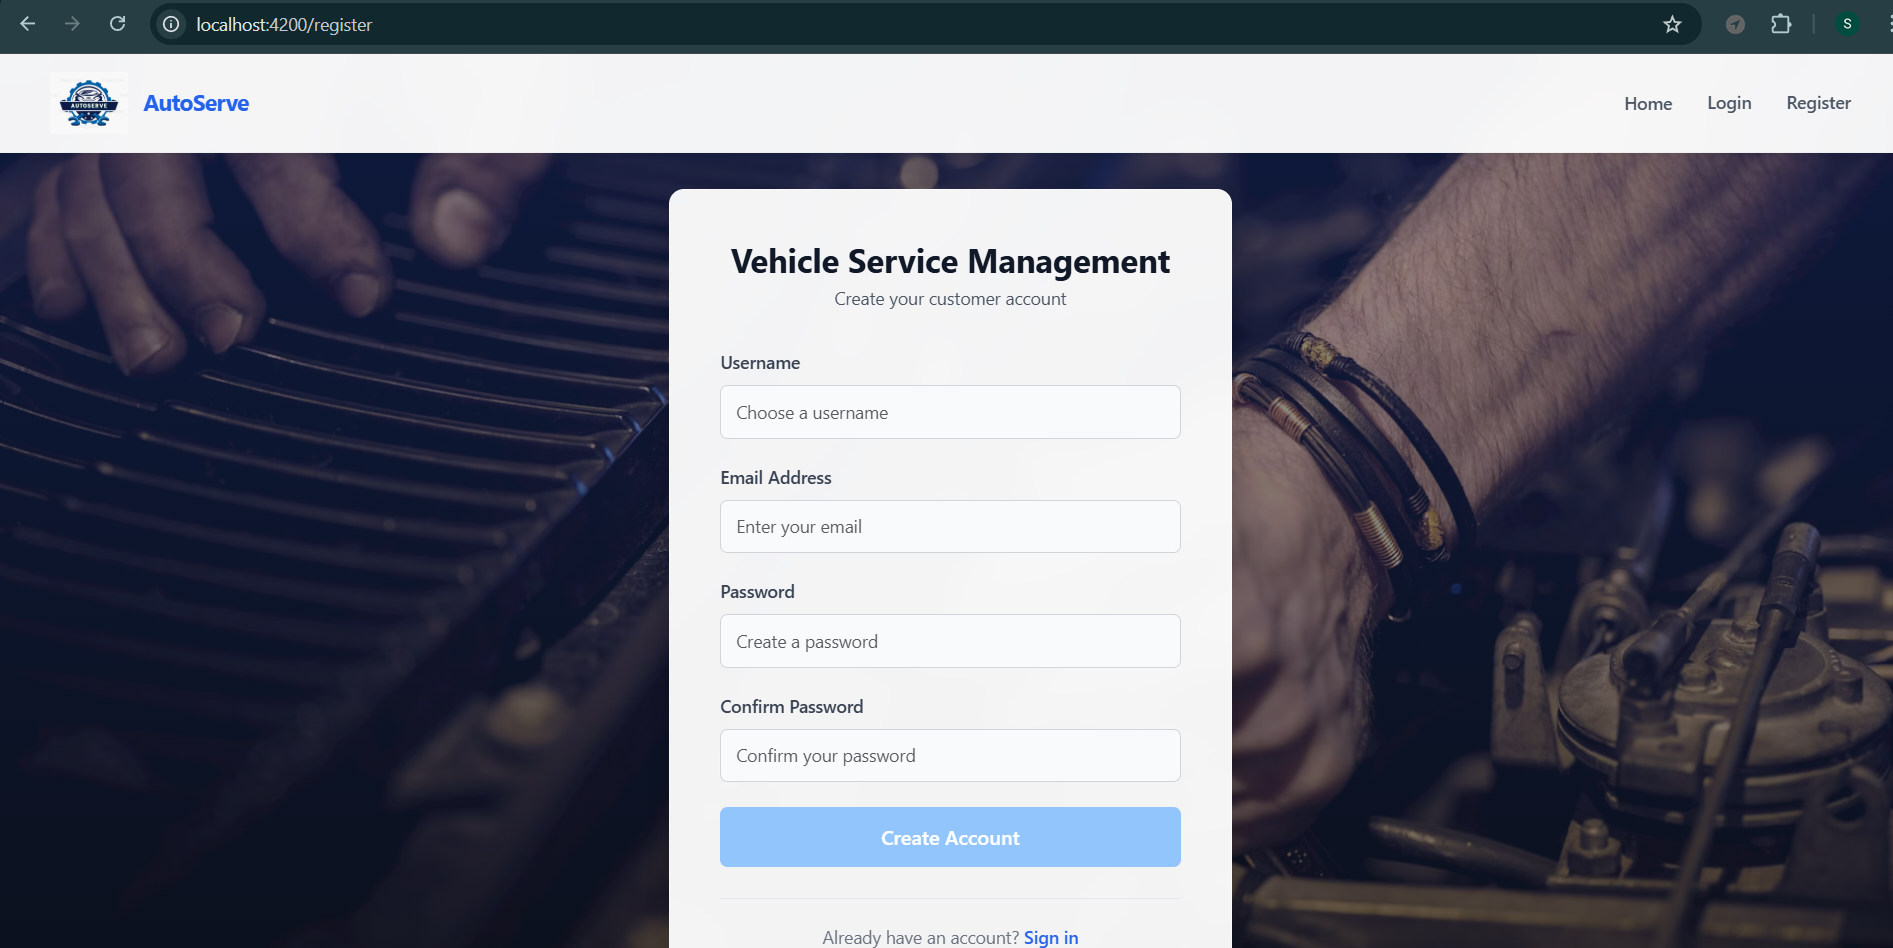 localhost:4200/register
S
AUTOSERVE
AutoServe
Home
Login
Register
Vehicle Service Management
Create your customer account
Username
Choose a username
Email Address
Enter your email
Password
Create a password
Confirm Password
Confirm your password
Create Account
Already have an account? Sign in